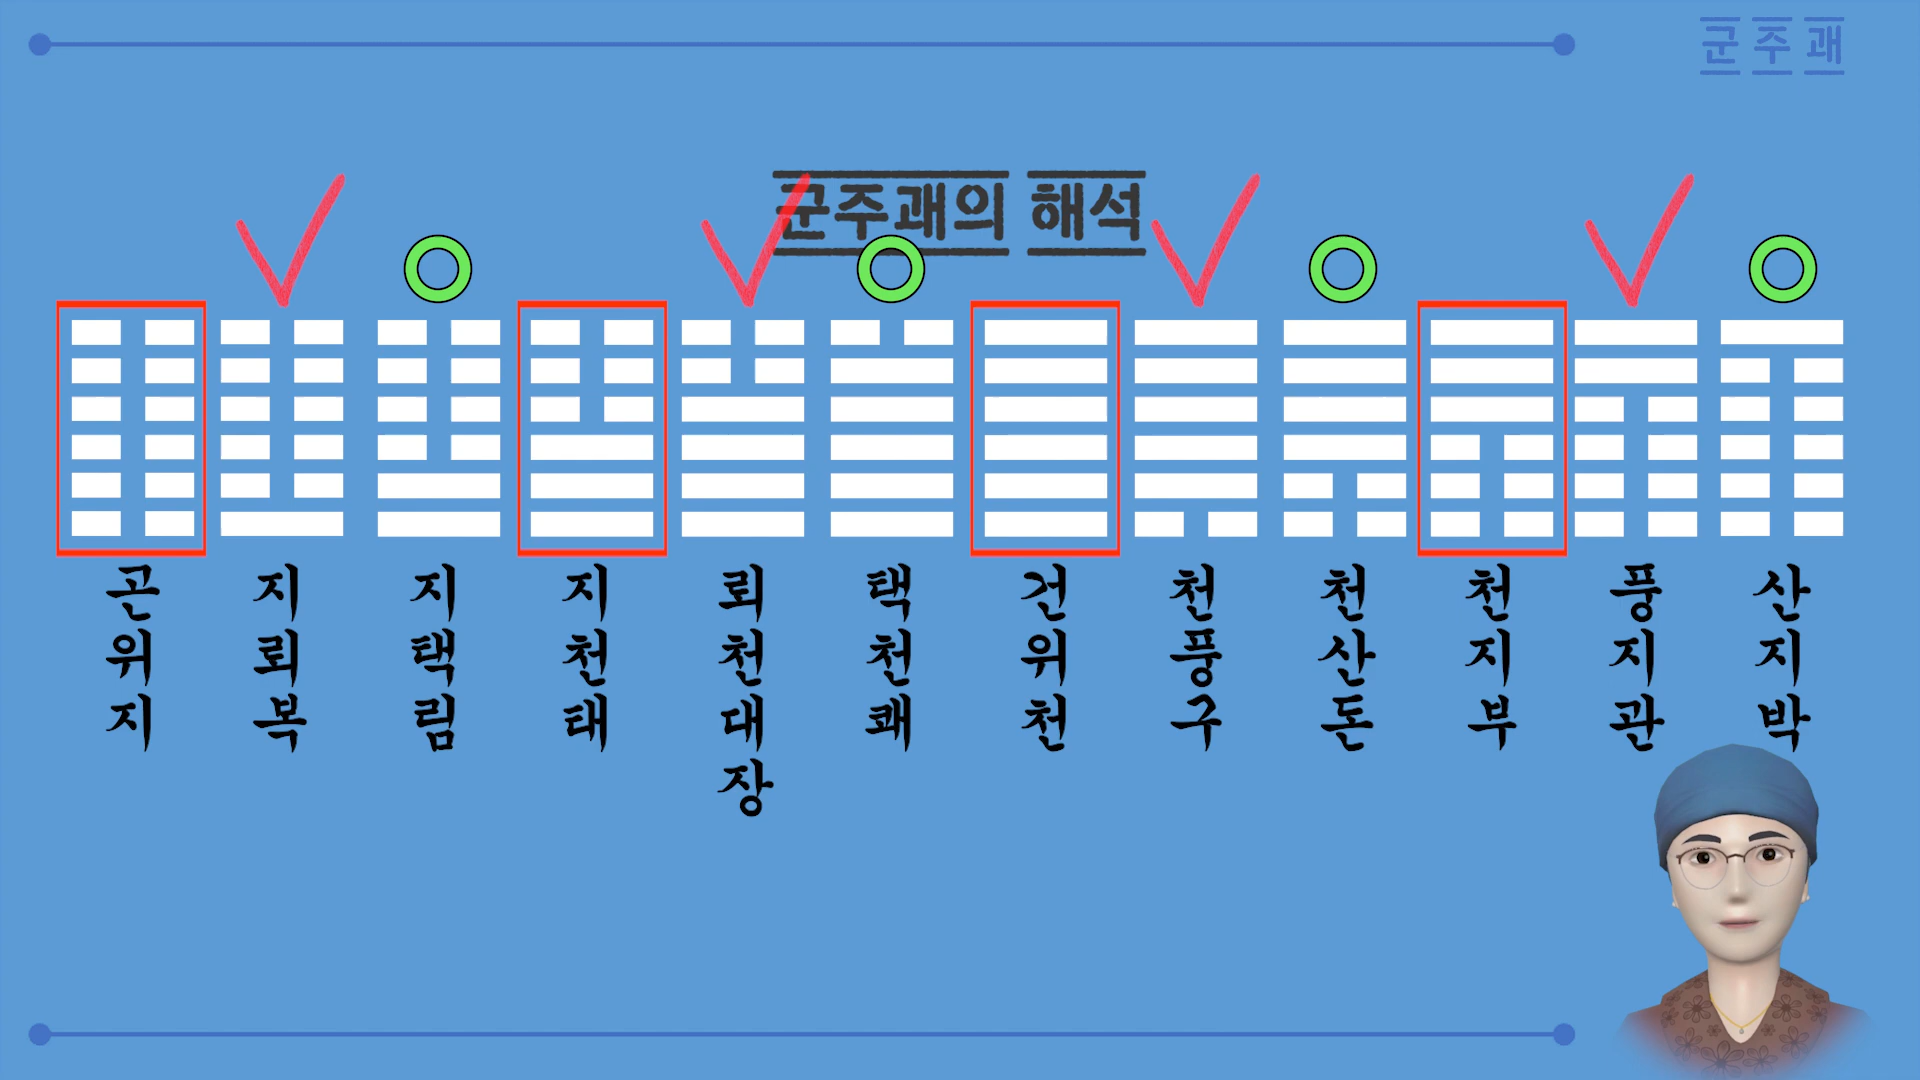 군주괘
군주괘의 해석
곤위지
지뢰복
지택림
지천태
뢰천대장
택천쾌
건위천
천풍구
천산돈
천지부
풍지관
산지박